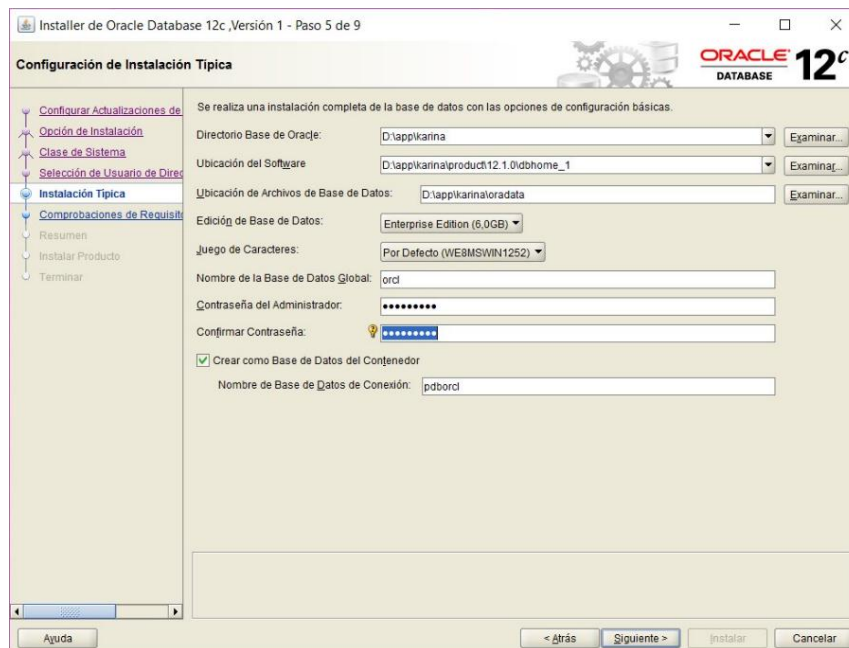 Installer de Oracle Database 12c ,Versión 1 - Paso 5 de 9
Configuración de Instalación Típica
ORACLE
DATABASE
12c
Configurar Actualizaciones de
Opción de Instalación
Clase de Sistema
Selección de Usuario de Direc
Instalación Típica
Comprobaciones de Requisit
Resumen
Instalar Producto
Terminar
Se realiza una instalación completa de la base de datos con las opciones de configuración básicas.
Directorio Base de Oracle: D:\app\karina Examinar...
Ubicación del Software D:\app\karina\product\12.1.0\dbhome_1 Examinar...
Ubicación de Archivos de Base de Datos: D:\app\karina\oradata Examinar...
Edición de Base de Datos: Enterprise Edition (6,0GB)
Juego de Caracteres: Por Defecto (WE8MSWIN1252)
Nombre de la Base de Datos Global: orcl
Contraseña del Administrador: •••••••••
Confirmar Contraseña: •••••••••
Crear como Base de Datos del Contenedor
Nombre de Base de Datos de Conexión: pdborcl
Ayuda < Atrás Siguiente > Instalar Cancelar